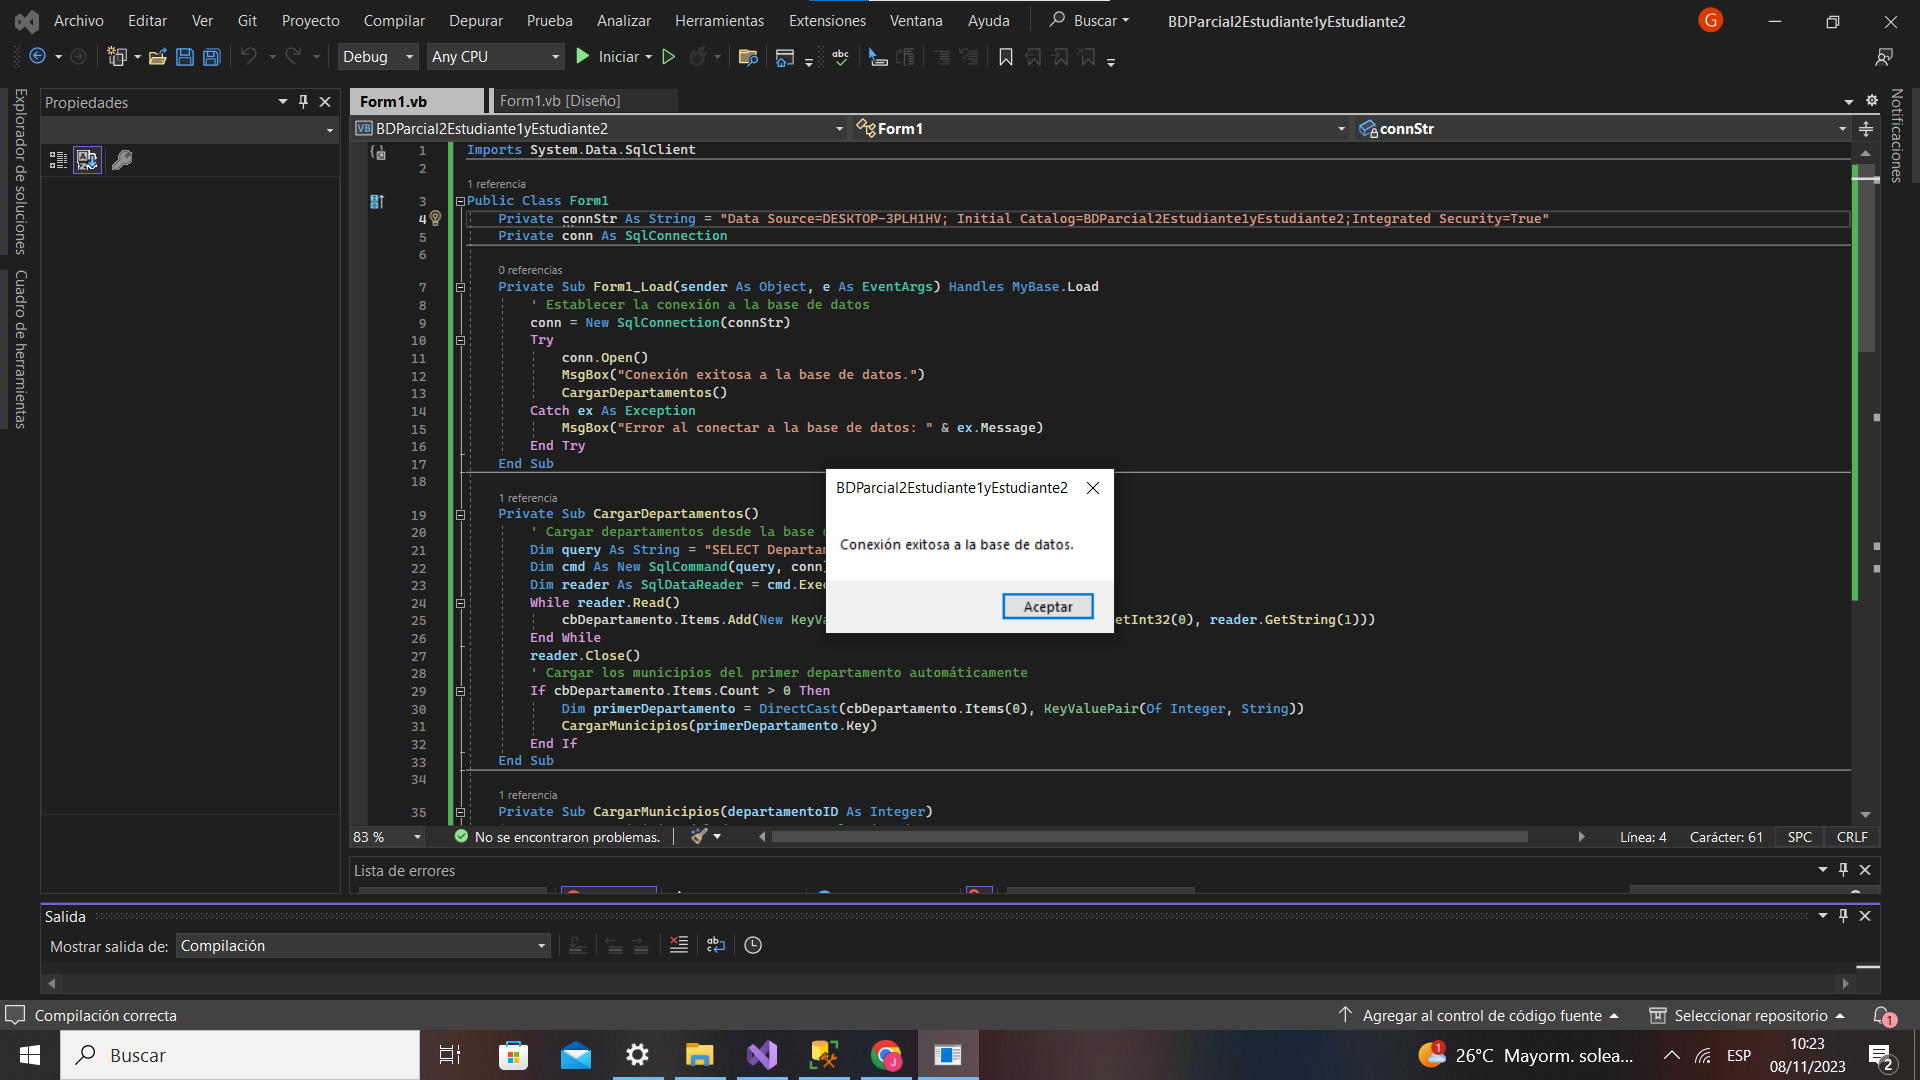 Archivo Editar Ver Git Proyecto Compilar Depurar Prueba Analizar Herramientas Extensiones Ventana Ayuda Buscar BDParcial2Estudiante1yEstudiante2 G
Debug Any CPU Iniciar abc
Explorador de soluciones
Cuadro de herramientas
Propiedades
Form1.vb Form1.vb [Diseño]
VB BDParcial2Estudiante1yEstudiante2 Form1 connStr
Notificaciones
1 Imports System.Data.SqlClient
2
1 referencia
3 Public Class Form1
4 Private connStr As String = "Data Source=DESKTOP-3PLH1HV; Initial Catalog=BDParcial2Estudiante1yEstudiante2;Integrated Security=True"
5 Private conn As SqlConnection
6
0 referencias
7 Private Sub Form1_Load(sender As Object, e As EventArgs) Handles MyBase.Load
8 ' Establecer la conexión a la base de datos
9 conn = New SqlConnection(connStr)
10 Try
11 conn.Open()
12 MsgBox("Conexión exitosa a la base de datos.")
13 CargarDepartamentos()
14 Catch ex As Exception
15 MsgBox("Error al conectar a la base de datos: " & ex.Message)
16 End Try
17 End Sub
18
1 referencia
19 Private Sub CargarDepartamentos()
20 ' Cargar departamentos desde la base
21 Dim query As String = "SELECT Departa
22 Dim cmd As New SqlCommand(query, conn)
23 Dim reader As SqlDataReader = cmd.Exe
24 While reader.Read()
25 cbDepartamento.Items.Add(New KeyVa etInt32(0), reader.GetString(1)))
26 End While
27 reader.Close()
28 ' Cargar los municipios del primer departamento automáticamente
29 If cbDepartamento.Items.Count > 0 Then
30 Dim primerDepartamento = DirectCast(cbDepartamento.Items(0), KeyValuePair(Of Integer, String))
31 CargarMunicipios(primerDepartamento.Key)
32 End If
33 End Sub
34
1 referencia
35 Private Sub CargarMunicipios(departamentoID As Integer)
BDParcial2Estudiante1yEstudiante2
Conexión exitosa a la base de datos.
Aceptar
83 % No se encontraron problemas. Línea: 4 Carácter: 61 SPC CRLF
Lista de errores
Salida
Mostrar salida de: Compilación
Compilación correcta Agregar al control de código fuente Seleccionar repositorio 1
Buscar 1 26°C Mayorm. solea... ESP 10:23
08/11/2023 2